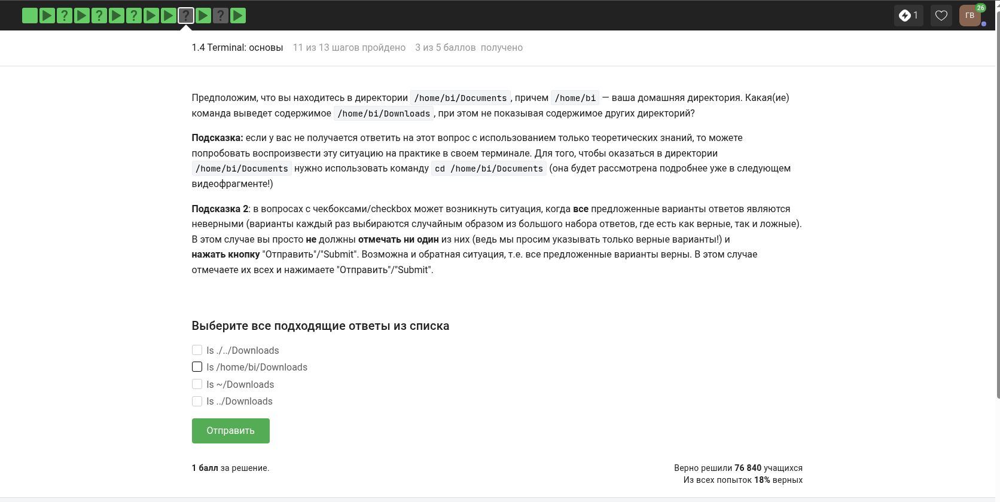 ? ? ? ? ? 1 ГВ 26
1.4 Terminal: основы 11 из 13 шагов пройдено 3 из 5 баллов получено
Предположим, что вы находитесь в директории /home/bi/Documents, причем /home/bi — ваша домашняя директория. Какая(ие)
команда выведет содержимое /home/bi/Downloads, при этом не показывая содержимое других директорий?
Подсказка: если у вас не получается ответить на этот вопрос с использованием только теоретических знаний, то можете
попробовать воспроизвести эту ситуацию на практике в своем терминале. Для того, чтобы оказаться в директории
/home/bi/Documents нужно использовать команду cd /home/bi/Documents (она будет рассмотрена подробнее уже в следующем
видеофрагменте!)
Подсказка 2: в вопросах с чекбоксами/checkbox может возникнуть ситуация, когда все предложенные варианты ответов являются
неверными (варианты каждый раз выбираются случайным образом из большого набора ответов, где есть как верные, так и ложные).
В этом случае вы просто не должны отмечать ни один из них (ведь мы просим указывать только верные варианты!) и
нажать кнопку "Отправить"/"Submit". Возможна и обратная ситуация, т.е. все предложенные варианты верны. В этом случае
отмечаете их всех и нажимаете "Отправить"/"Submit".
Выберите все подходящие ответы из списка
ls ./../Downloads
ls /home/bi/Downloads
ls ~/Downloads
ls ../Downloads
Отправить
1 балл за решение.
Верно решили 76 840 учащихся
Из всех попыток 18% верных